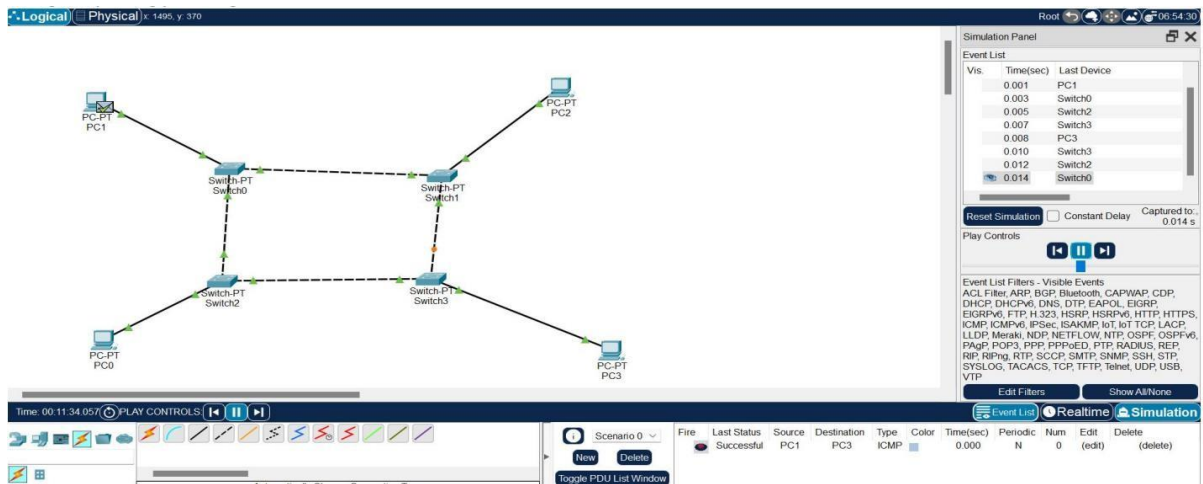 Logical Physical x: 1495, y: 370 Root 06:54:30
PC-PT
PC1
PC-PT
PC2
Switch-PT
Switch0
Switch-PT
Switch1
Switch-PT
Switch2
Switch-PT
Switch3
PC-PT
PC0
PC-PT
PC3
Simulation Panel
Event List
Vis. Time(sec) Last Device
0.001 PC1
0.003 Switch0
0.005 Switch2
0.007 Switch3
0.008 PC3
0.010 Switch3
0.012 Switch2
0.014 Switch0
Reset Simulation Constant Delay Captured to:
0.014 s
Play Controls
Event List Filters - Visible Events
ACL Filter, ARP, BGP, Bluetooth, CAPWAP, CDP,
DHCP, DHCPv6, DNS, DTP, EAPOL, EIGRP,
EIGRPv6, FTP, H.323, HSRP, HSRPv6, HTTP, HTTPS,
ICMP, ICMPv6, IPSec, ISAKMP, IoT, IoT TCP, LACP,
LLDP, Meraki, NDP, NETFLOW, NTP, OSPF, OSPFv6,
PAgP, POP3, PPP, PPPoED, PTP, RADIUS, REP,
RIP, RIPng, RTP, SCCP, SMTP, SNMP, SSH, STP,
SYSLOG, TACACS, TCP, TFTP, Telnet, UDP, USB,
VTP
Edit Filters Show All/None
Time: 00:11:34.057 PLAY CONTROLS: Event List Realtime Simulation
Scenario 0
New Delete
Toggle PDU List Window
Fire Last Status Source Destination Type Color Time(sec) Periodic Num Edit Delete
Successful PC1 PC3 ICMP 0.000 N 0 (edit) (delete)